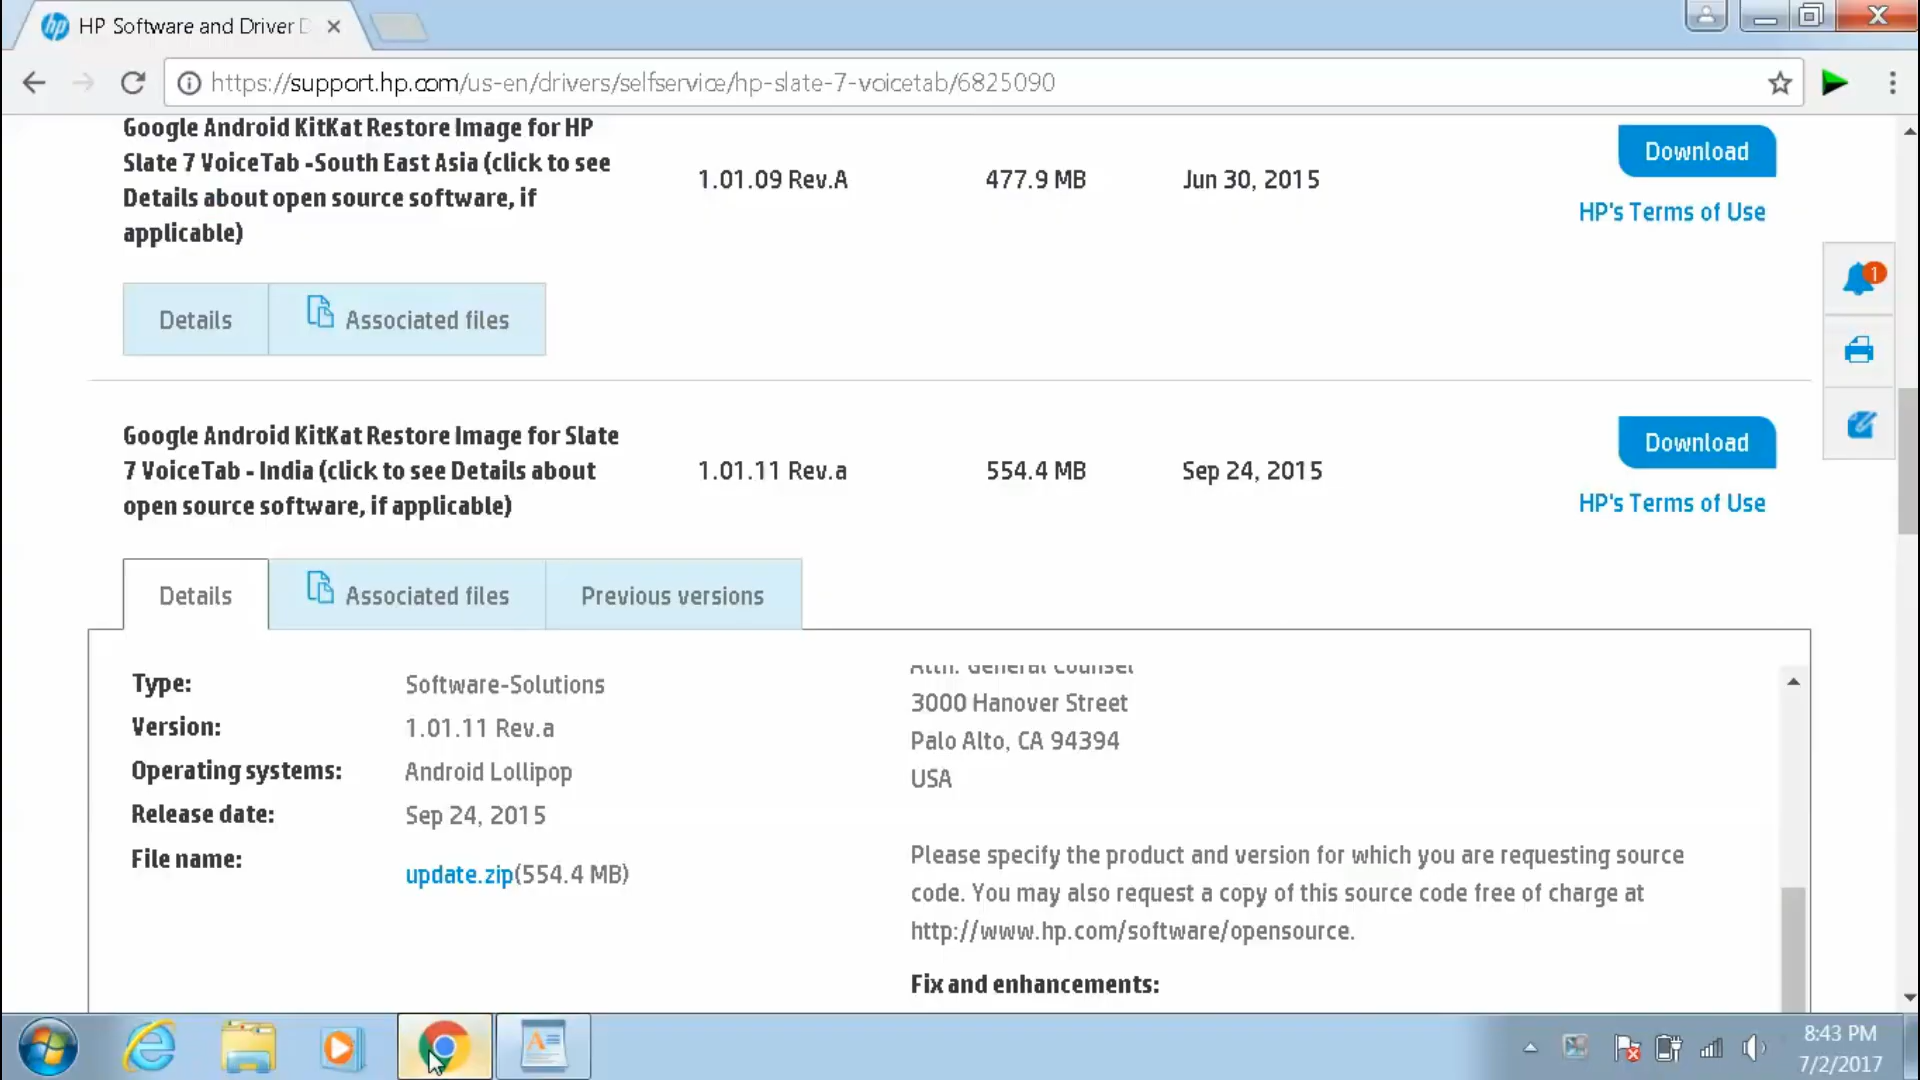 HP Software and Driver D
https://support.hp.com/us-en/drivers/selfservice/hp-slate-7-voicetab/6825090
Google Android KitKat Restore Image for HP
Slate 7 VoiceTab -South East Asia (click to see
Details about open source software, if
applicable)
1.01.09 Rev.A
477.9 MB
Jun 30, 2015
Download
HP's Terms of Use
Details
Associated files
1
Google Android KitKat Restore Image for Slate
7 VoiceTab - India (click to see Details about
open source software, if applicable)
1.01.11 Rev.a
554.4 MB
Sep 24, 2015
Download
HP's Terms of Use
Details
Associated files
Previous versions
Type:
Software-Solutions
Version:
1.01.11 Rev.a
Operating systems:
Android Lollipop
Release date:
Sep 24, 2015
File name:
update.zip(554.4 MB)
Attn. General Counsel
3000 Hanover Street
Palo Alto, CA 94394
USA
Please specify the product and version for which you are requesting source
code. You may also request a copy of this source code free of charge at
http://www.hp.com/software/opensource.
Fix and enhancements:
8:43 PM
7/2/2017